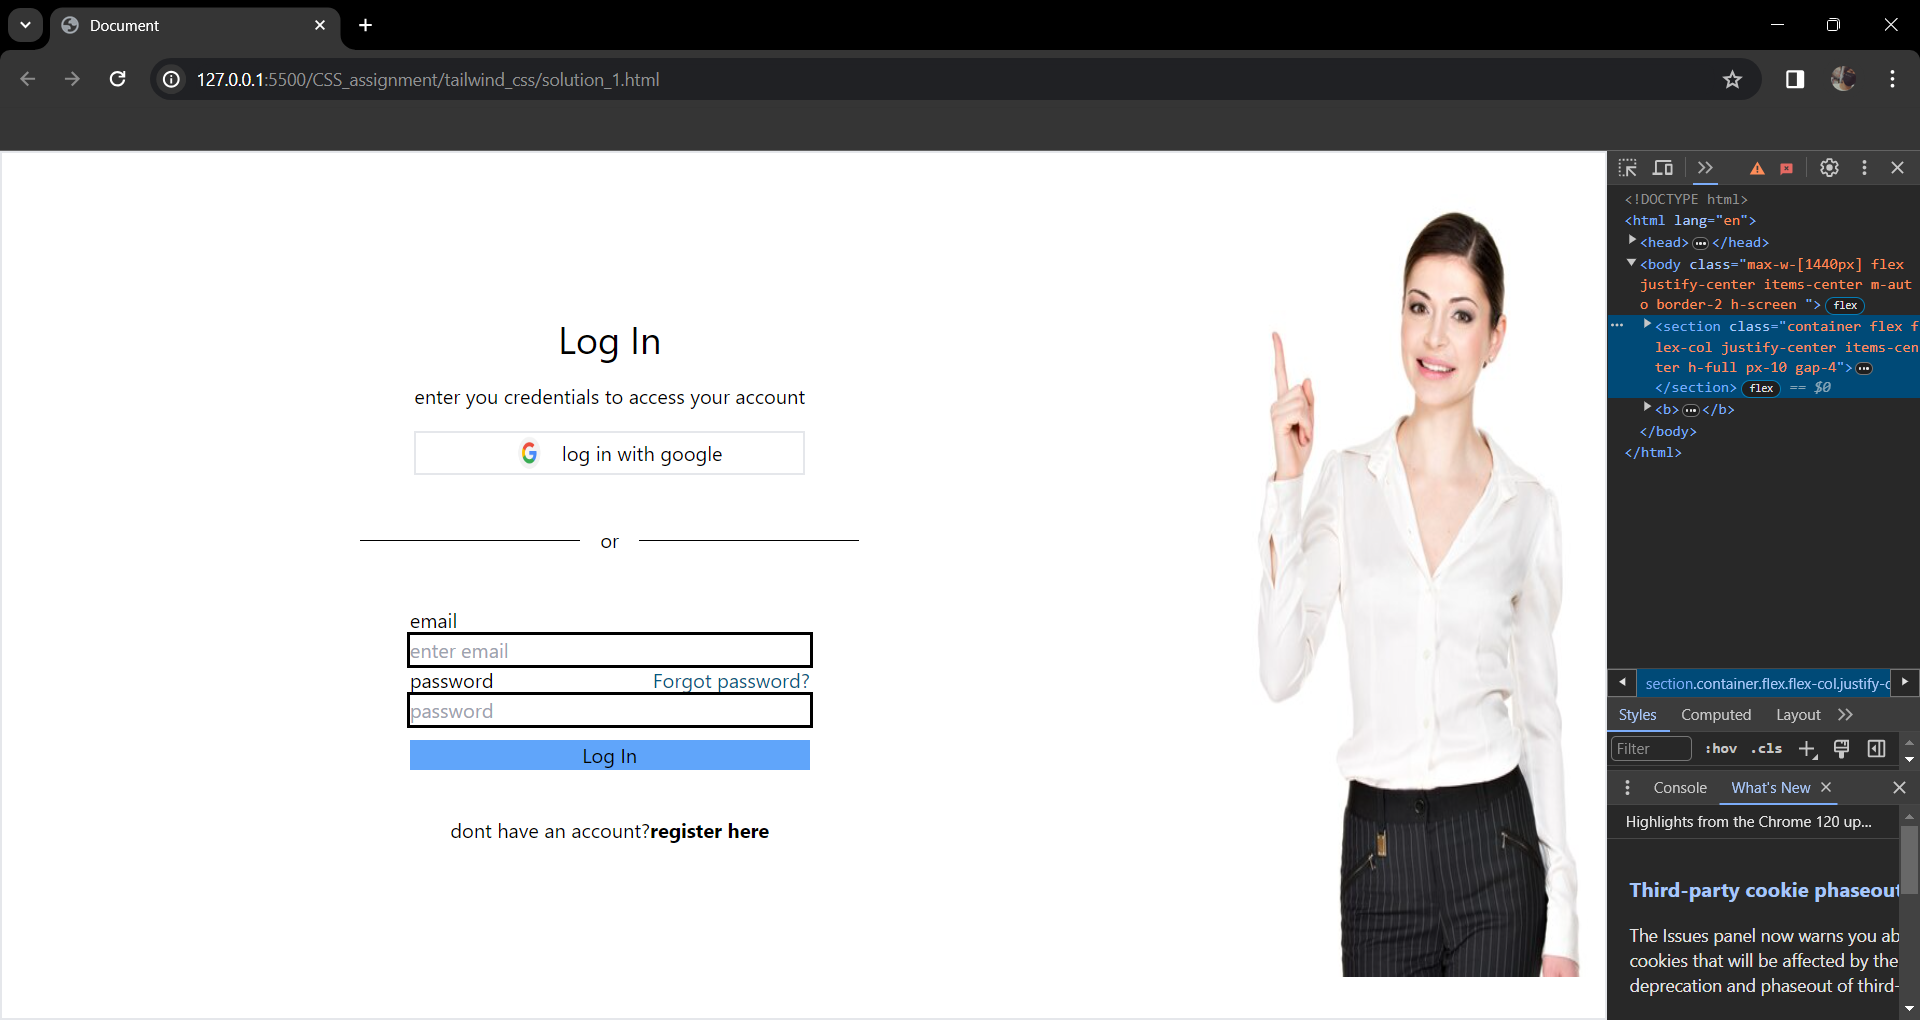 Document
127.0.0.1:5500/CSS_assignment/tailwind_css/solution_1.html
Log In
enter you credentials to access your account
log in with google
or
email
enter email
password Forgot password?
password
Log In
dont have an account?register here
<!DOCTYPE html>
<html lang="en">
<head>…</head>
<body class="max-w-[1440px] flex
justify-center items-center m-aut
o border-2 h-screen "> flex
<section class="container flex f
lex-col justify-center items-cen
ter h-full px-10 gap-4">…
</section> flex == $0
<b>…</b>
</body>
</html>
section.container.flex.flex-col.justify-c
Styles Computed Layout
Filter :hov .cls
Console What's New
Highlights from the Chrome 120 up...
Third-party cookie phaseout
The Issues panel now warns you ab
cookies that will be affected by the
deprecation and phaseout of third-